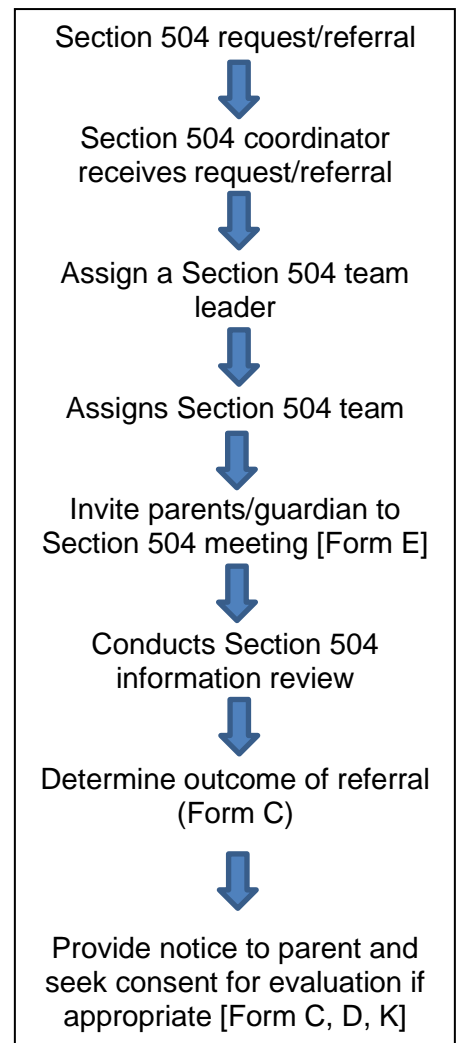 Section 504 request/referral
Section 504 coordinator
receives request/referral
Assign a Section 504 team
leader
Assigns Section 504 team
Invite parents/guardian to
Section 504 meeting [Form E]
Conducts Section 504
information review
Determine outcome of referral
(Form C)
Provide notice to parent and
seek consent for evaluation if
appropriate [Form C, D, K]